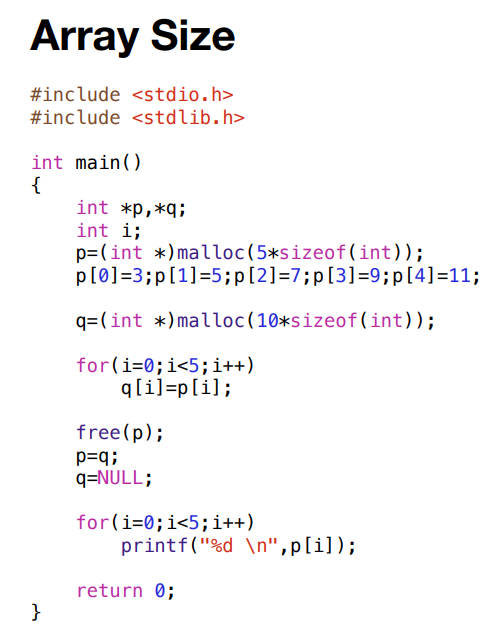 Array Size
#include <stdio.h>
#include <stdlib.h>
int main()
{
int *p,*q;
int i;
p=(int *)malloc(5*sizeof(int));
p[0]=3;p[1]=5;p[2]=7;p[3]=9;p[4]=11;
q=(int *)malloc(10*sizeof(int));
for(i=0;i<5;i++)
q[i]=p[i];
free(p);
p=q;
q=NULL;
for(i=0;i<5;i++)
printf("%d \n",p[i]);
return 0;
}